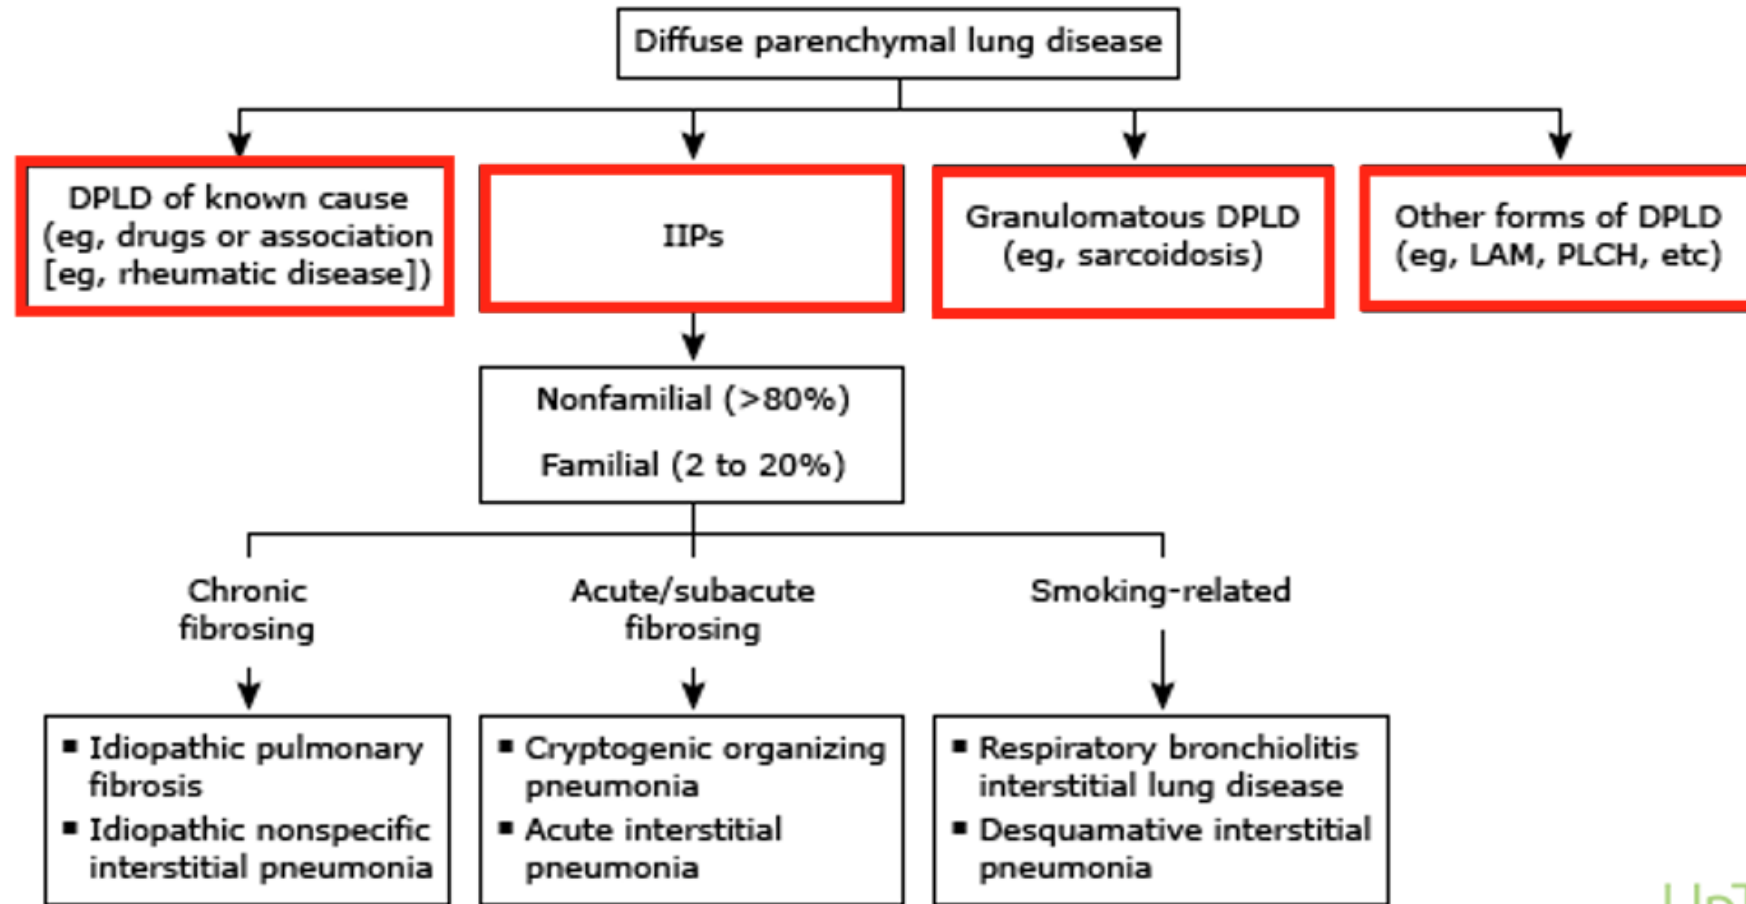 Diffuse parenchymal lung disease
DPLD of known cause
(eg, drugs or association
[eg, rheumatic disease])
IIPs
Granulomatous DPLD
(eg, sarcoidosis)
Other forms of DPLD
(eg, LAM, PLCH, etc)
Nonfamilial (>80%)
Familial (2 to 20%)
Chronic
fibrosing
Acute/subacute
fibrosing
Smoking-related
▪ Idiopathic pulmonary
fibrosis
▪ Idiopathic nonspecific
interstitial pneumonia
▪ Cryptogenic organizing
pneumonia
▪ Acute interstitial
pneumonia
▪ Respiratory bronchiolitis
interstitial lung disease
▪ Desquamative interstitial
pneumonia